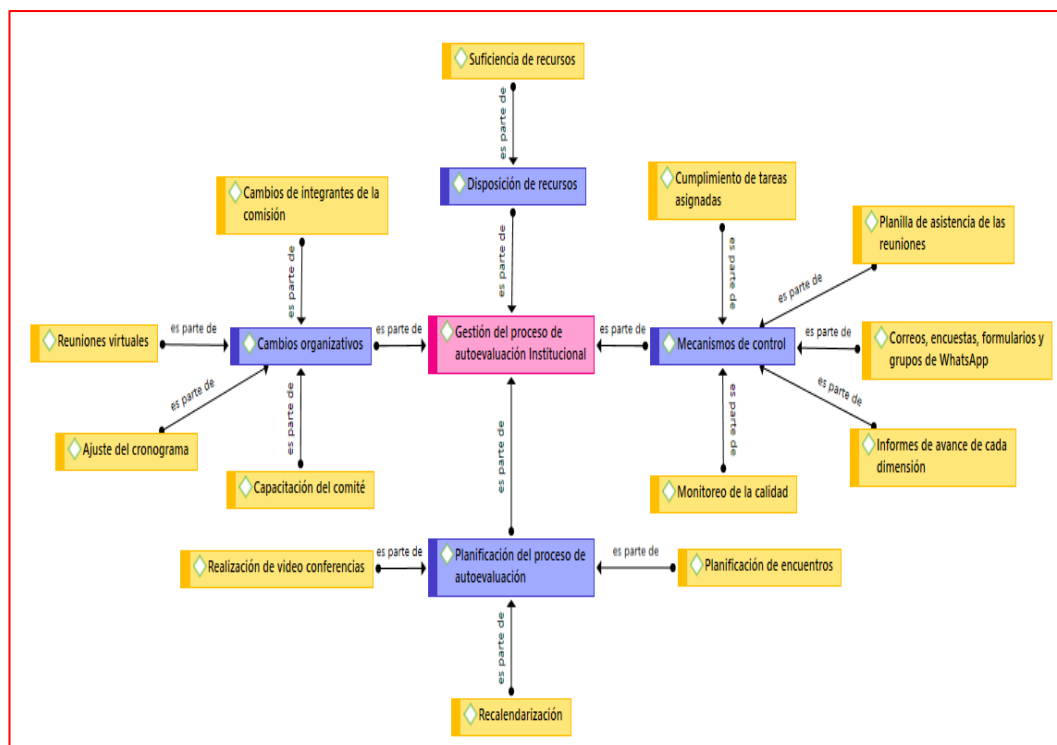 Suficiencia de recursos
es parte de
Disposición de recursos
Cambios de integrantes de la
comisión
Cumplimiento de tareas
asignadas
Planilla de asistencia de las
reuniones
es parte de
es parte de
es parte de
es parte de
Reuniones virtuales
es parte de
Cambios organizativos
es parte de
Gestión del proceso de
autoevaluación Institucional
es parte de
Mecanismos de control
es parte de
Correos, encuestas, formularios y
grupos de WhatsApp
es parte de
es parte de
es parte de
es parte de
Ajuste del cronograma
Informes de avance de cada
dimensión
es parte de
Capacitación del comité
Monitoreo de la calidad
Realización de video conferencias
es parte de
Planificación del proceso de
autoevaluación
es parte de
Planificación de encuentros
es parte de
Recalendarización